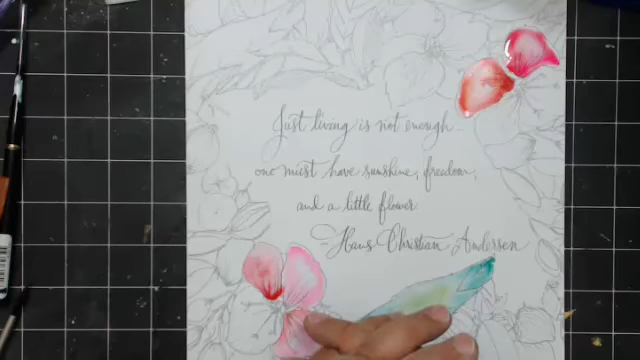 Just living is not enough
one must have sunshine, freedom,
and a little flower
- Hans Christian Andersen